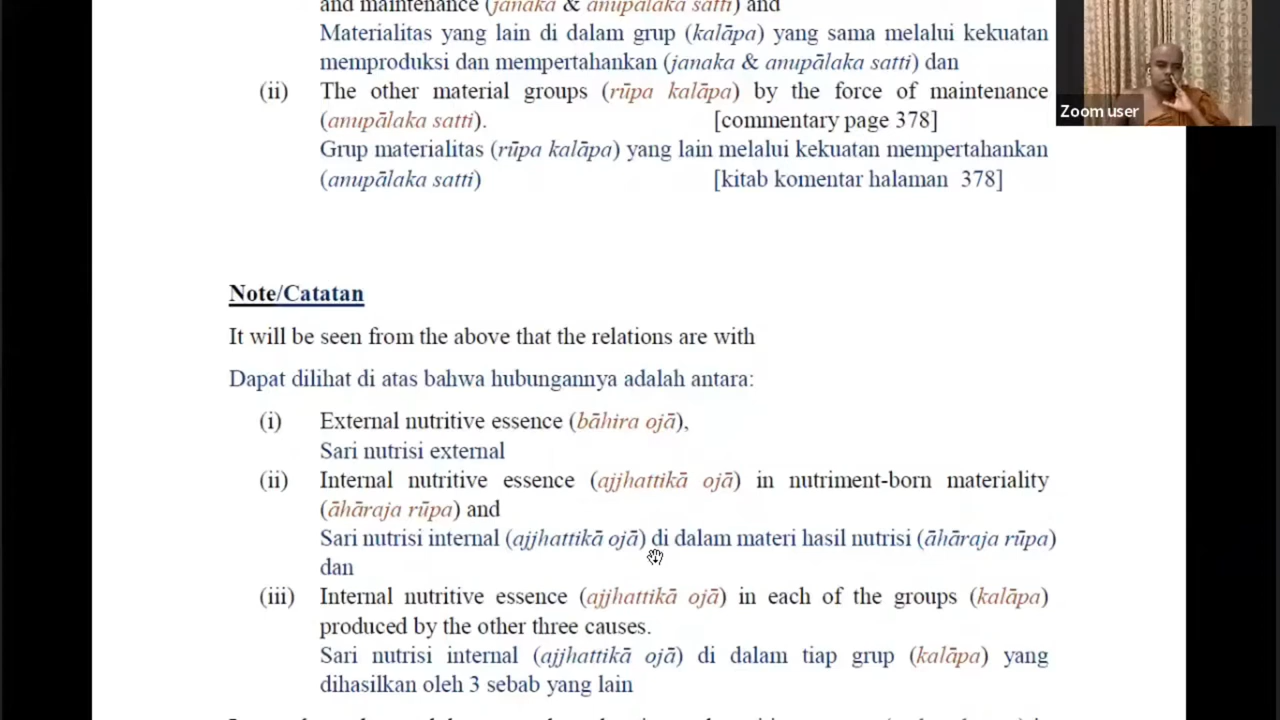 and maintenance (janaka & anupālaka satti) and
Materialitas yang lain di dalam grup (kalāpa) yang sama melalui kekuatan
memproduksi dan mempertahankan (janaka & anupālaka satti) dan
(ii) The other material groups (rūpa kalāpa) by the force of maintenance
(anupālaka satti). [commentary page 378]
Grup materialitas (rūpa kalāpa) yang lain melalui kekuatan mempertahankan
(anupālaka satti) [kitab komentar halaman 378]
Zoom user
Note/Catatan
It will be seen from the above that the relations are with
Dapat dilihat di atas bahwa hubungannya adalah antara:
(i) External nutritive essence (bāhira ojā),
Sari nutrisi external
(ii) Internal nutritive essence (ajjhattikā ojā) in nutriment-born materiality
(āhāraja rūpa) and
Sari nutrisi internal (ajjhattikā ojā) di dalam materi hasil nutrisi (āhāraja rūpa)
dan
(iii) Internal nutritive essence (ajjhattikā ojā) in each of the groups (kalāpa)
produced by the other three causes.
Sari nutrisi internal (ajjhattikā ojā) di dalam tiap grup (kalāpa) yang
dihasilkan oleh 3 sebab yang lain